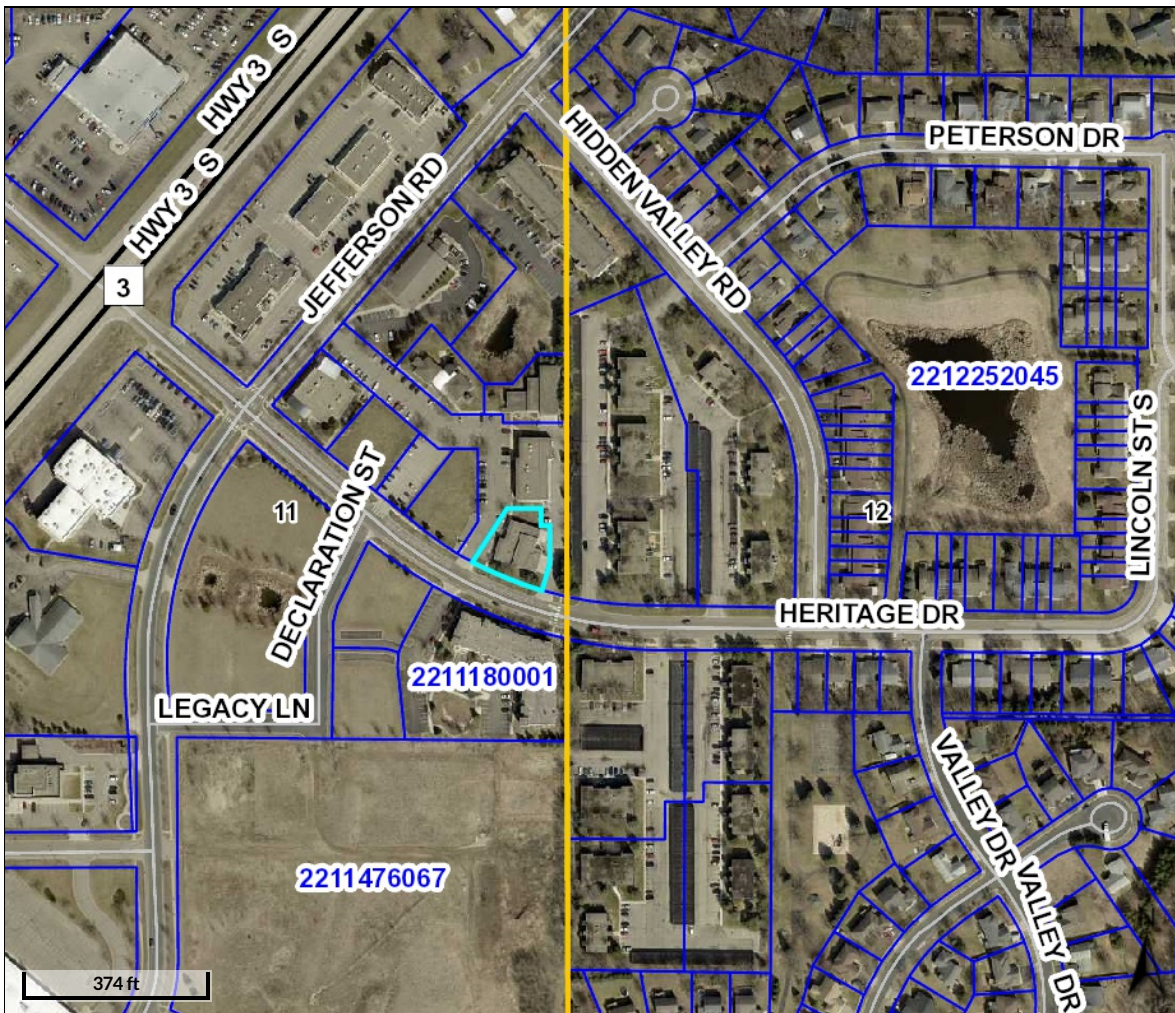 HWY 3 S
HWY 3 S
3
JEFFERSON RD
HIDDEN VALLEY RD
PETERSON DR
2212252045
LINCOLN ST S
11
DECLARATION ST
12
HERITAGE DR
2211180001
LEGACY LN
VALLEY DR
VALLEY DR
2211476067
374 ft